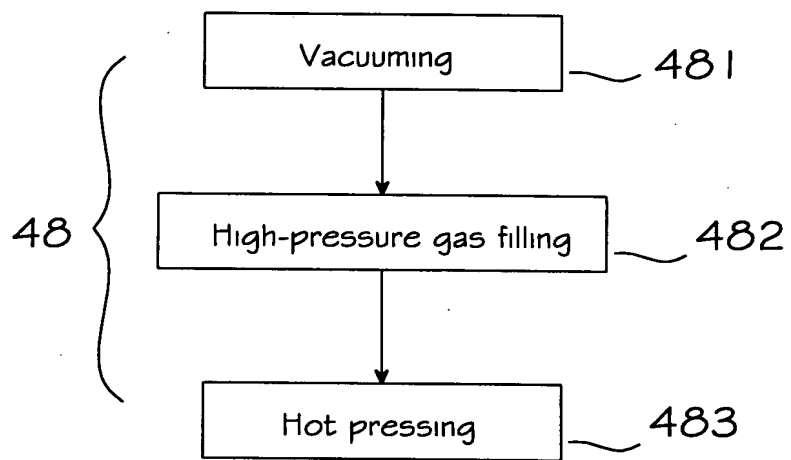 Vacuuming
481
48
High-pressure gas filling
482
Hot pressing
483